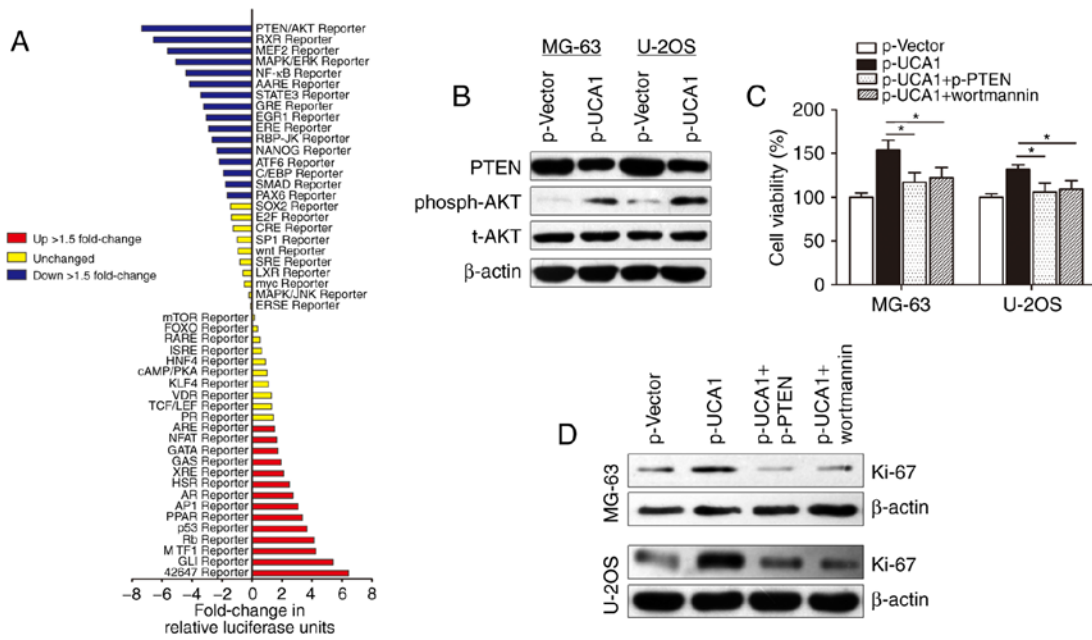 A
PTEN/AKT Reporter
RXR Reporter
MEF2 Reporter
MAPK/ERK Reporter
NF-κB Reporter
AARE Reporter
STATE3 Reporter
GRE Reporter
EGR1 Reporter
ERE Reporter
RBP-JK Reporter
NANOG Reporter
ATF6 Reporter
C/EBP Reporter
SMAD Reporter
PAX6 Reporter
SOX2 Reporter
E2F Reporter
CRE Reporter
SP1 Reporter
wnt Reporter
SRE Reporter
LXR Reporter
myc Reporter
MAPK/JNK Reporter
ERSE Reporter
mTOR Reporter
FOXO Reporter
RARE Reporter
ISRE Reporter
HNF4 Reporter
cAMP/PKA Reporter
KLF4 Reporter
VDR Reporter
TCF/LEF Reporter
PR Reporter
ARE Reporter
NFAT Reporter
GATA Reporter
GAS Reporter
XRE Reporter
HSR Reporter
AR Reporter
AP1 Reporter
PPAR Reporter
p53 Reporter
Rb Reporter
MTF1 Reporter
GLI Reporter
42647 Reporter
Up >1.5 fold-change
Unchanged
Down >1.5 fold-change
−8 −6 −4 −2 0 2 4 6 8
Fold-change in
relative luciferase units
B
MG-63 U-2OS
p-Vector p-UCA1 p-Vector p-UCA1
PTEN
phosph-AKT
t-AKT
β-actin
C
p-Vector
p-UCA1
p-UCA1+p-PTEN
p-UCA1+wortmannin
Cell viability (%)
200
150
100
50
0
* * * *
MG-63 U-2OS
D
p-Vector
p-UCA1
p-UCA1+
p-PTEN
p-UCA1+
wortmannin
MG-63
Ki-67
β-actin
U-2OS
Ki-67
β-actin